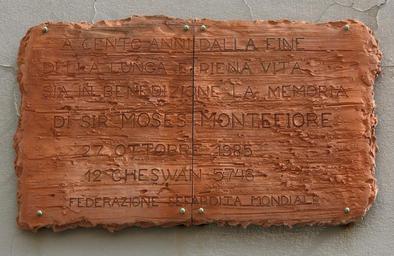 A CENTO ANNI DALLA FINE
DELLA LUNGA E PIENA VITA
SIA IN BENEDIZIONE LA MEMORIA
DI SIR MOSES MONTEFIORE
27 OTTOBRE 1985
12 CHESWAN 5746
FEDERAZIONE SEFARDITA MONDIALE